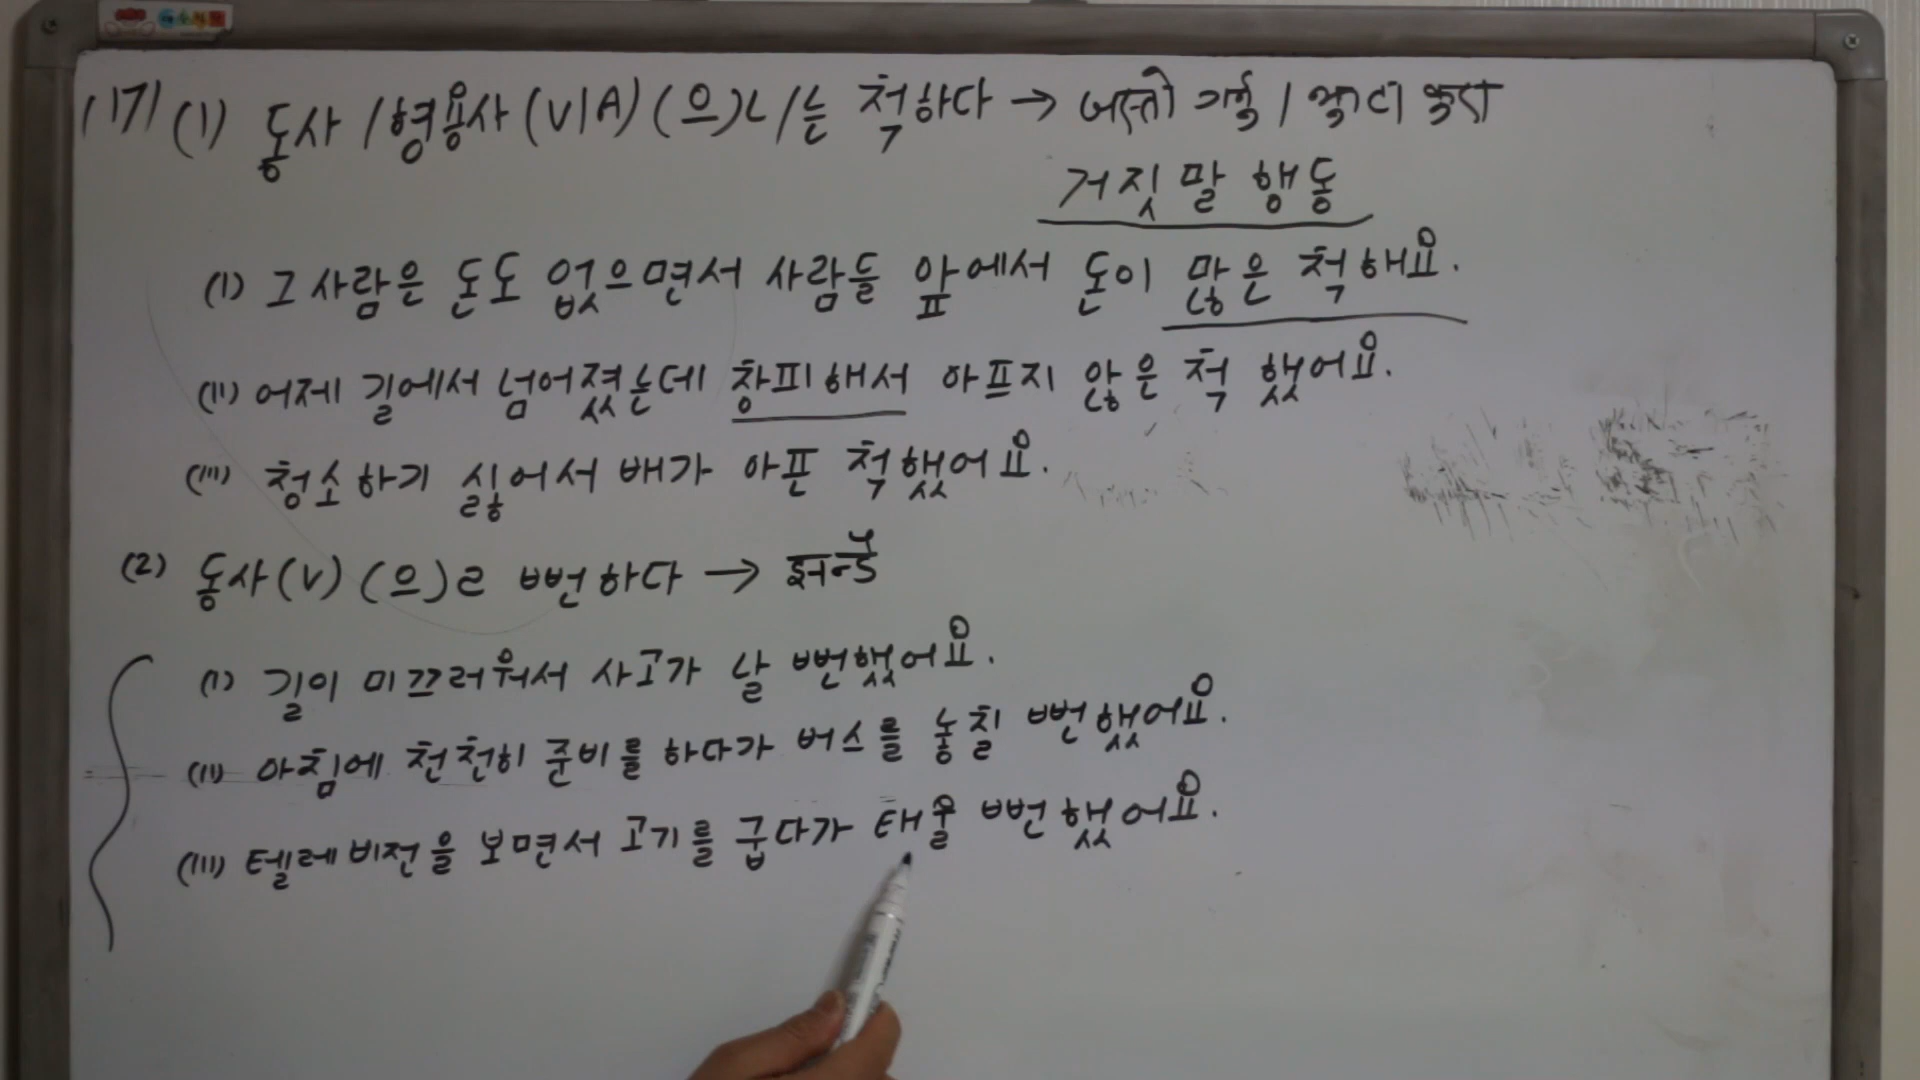 (17) (1) 동사 / 형용사 (V/A) (으)ㄴ/는 척하다 → जस्तो गर्नु / झुटा कुरा
거짓말 행동
(i) 그 사람은 돈도 없으면서 사람들 앞에서 돈이 많은 척해요.
(ii) 어제 길에서 넘어졌는데 창피해서 아프지 않은 척 했어요.
(iii) 청소하기 싫어서 배가 아픈 척했어요.
(2) 동사(V) (으)ㄹ 뻔하다 → झन्डै
(i) 길이 미끄러워서 사고가 날 뻔했어요.
(ii) 아침에 천천히 준비를 하다가 버스를 놓칠 뻔했어요.
(iii) 텔레비전을 보면서 고기를 굽다가 태울 뻔 했어요.